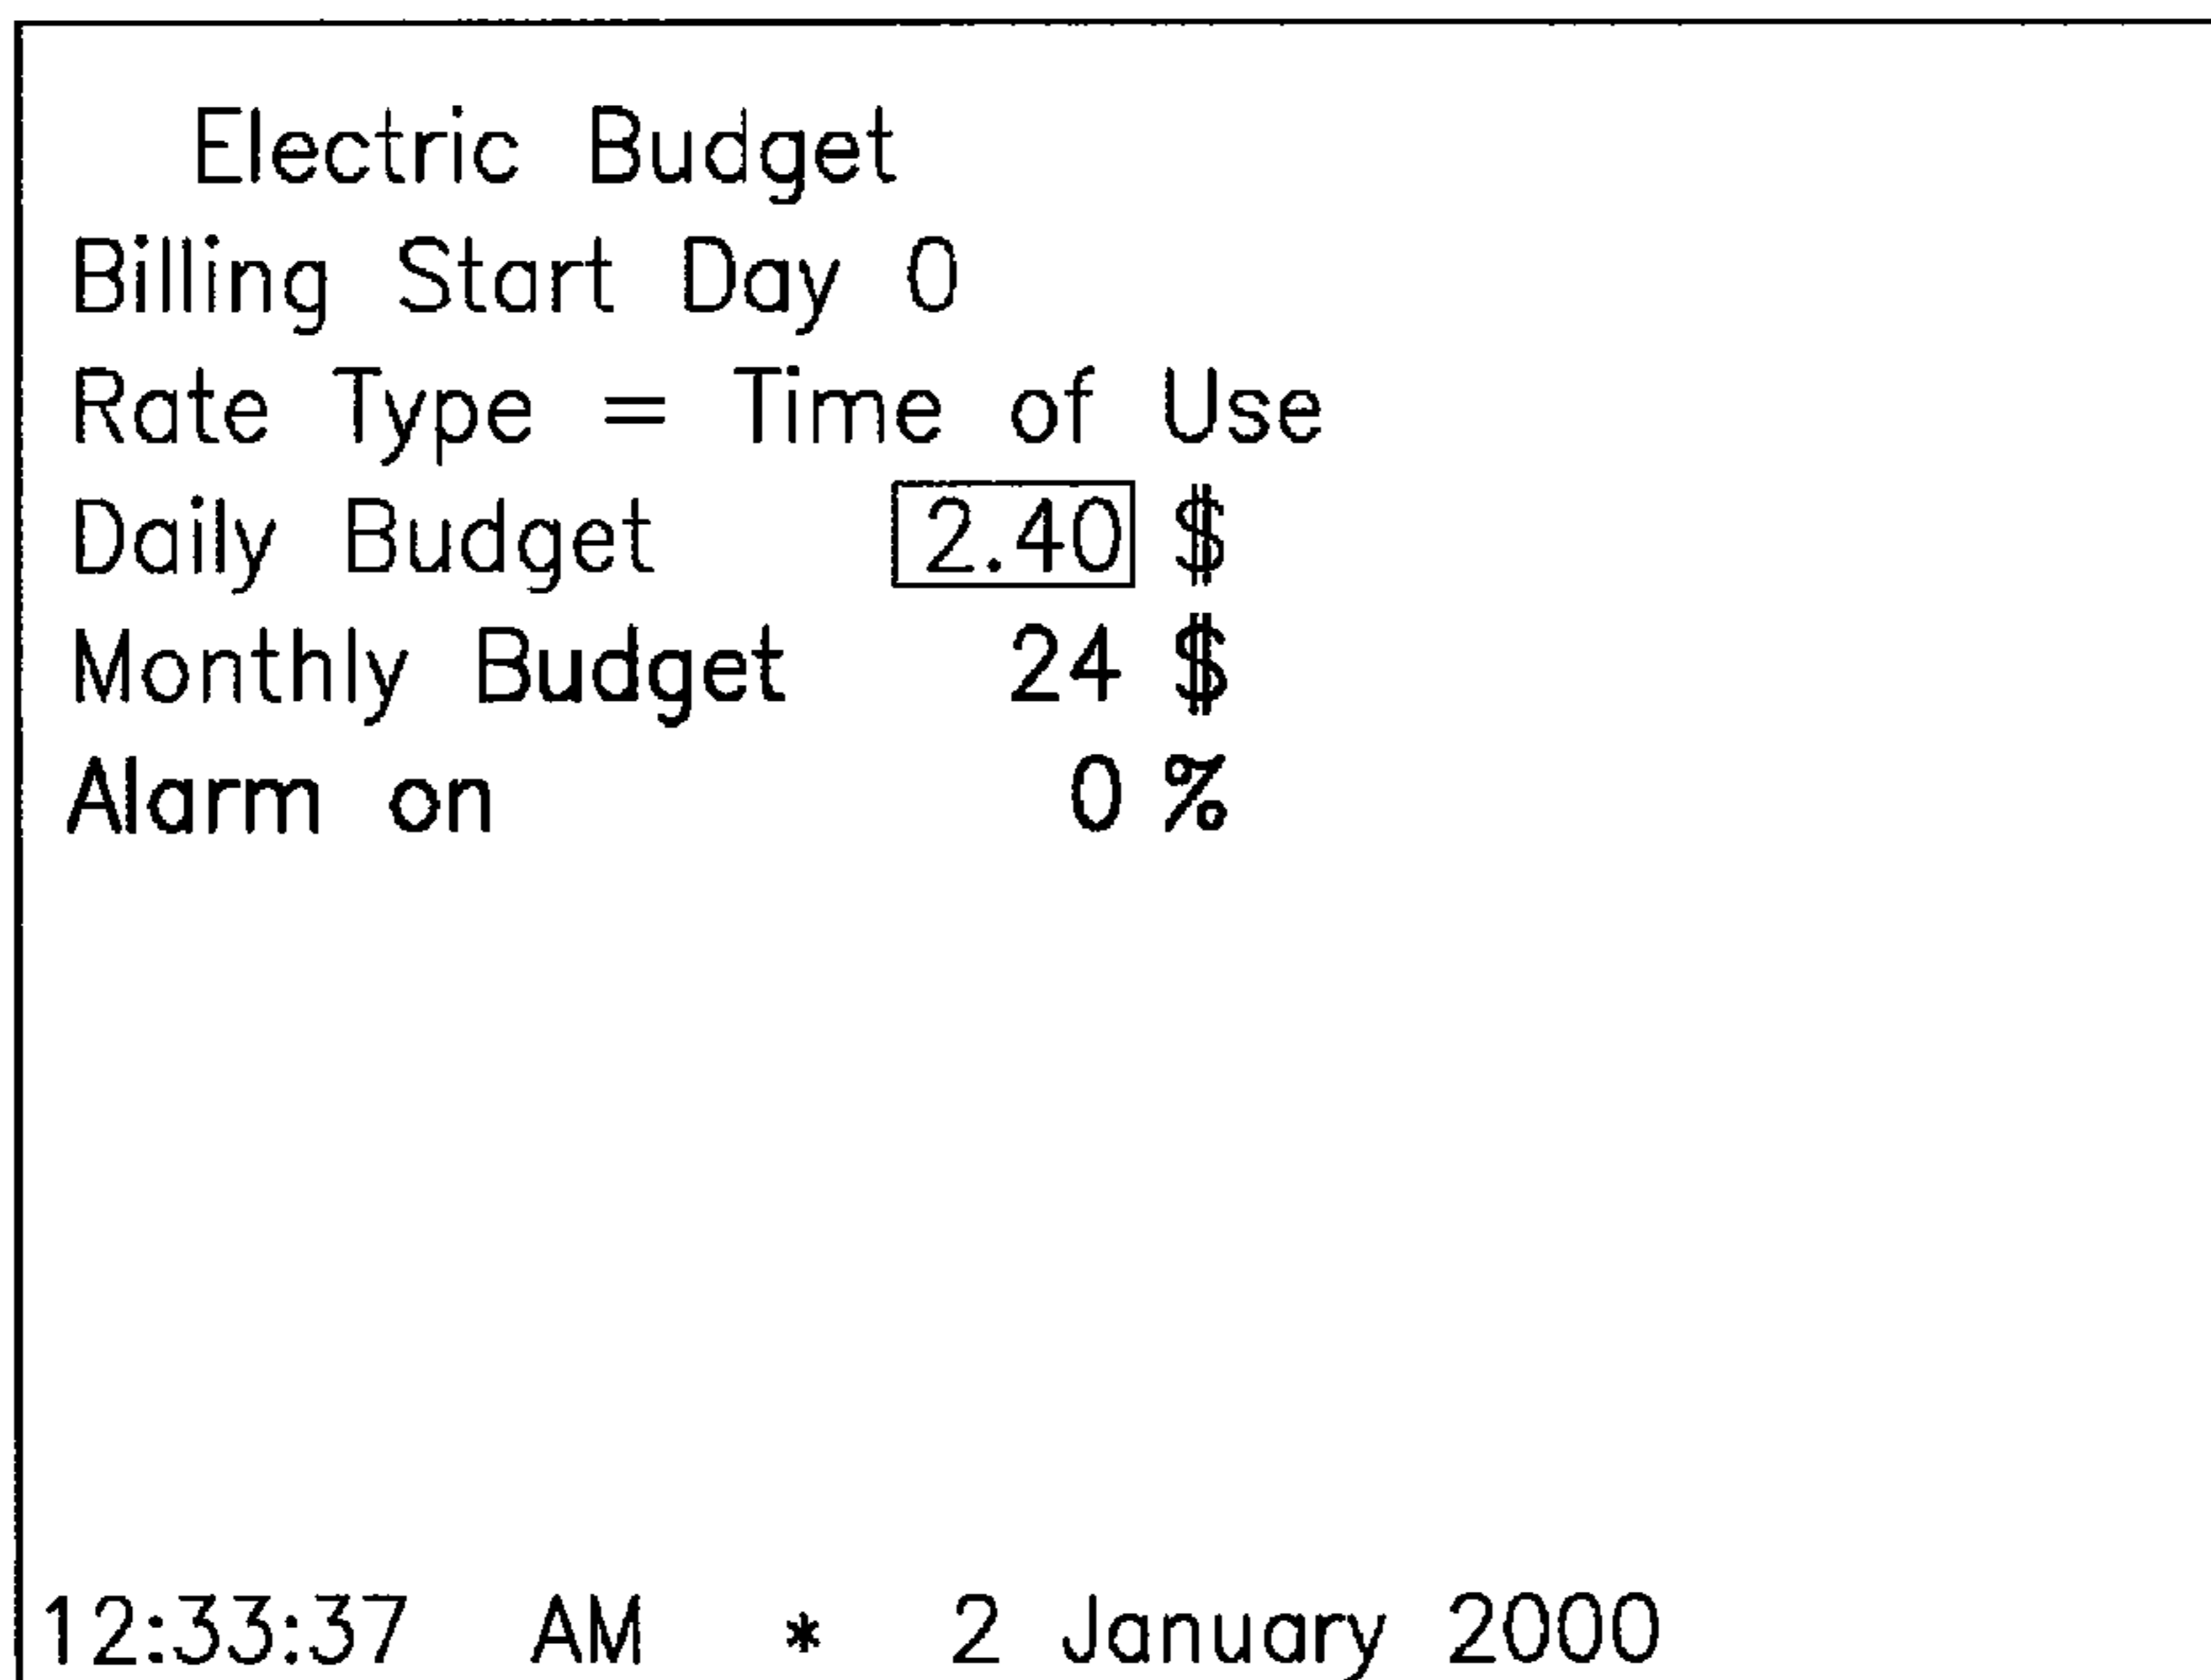 Electric Budget
Billing Start Day 0
Rate Type = Time of Use
Daily Budget 2.40 $
Monthly Budget 24 $
Alarm on 0 %
12:33:37 AM * 2 January 2000